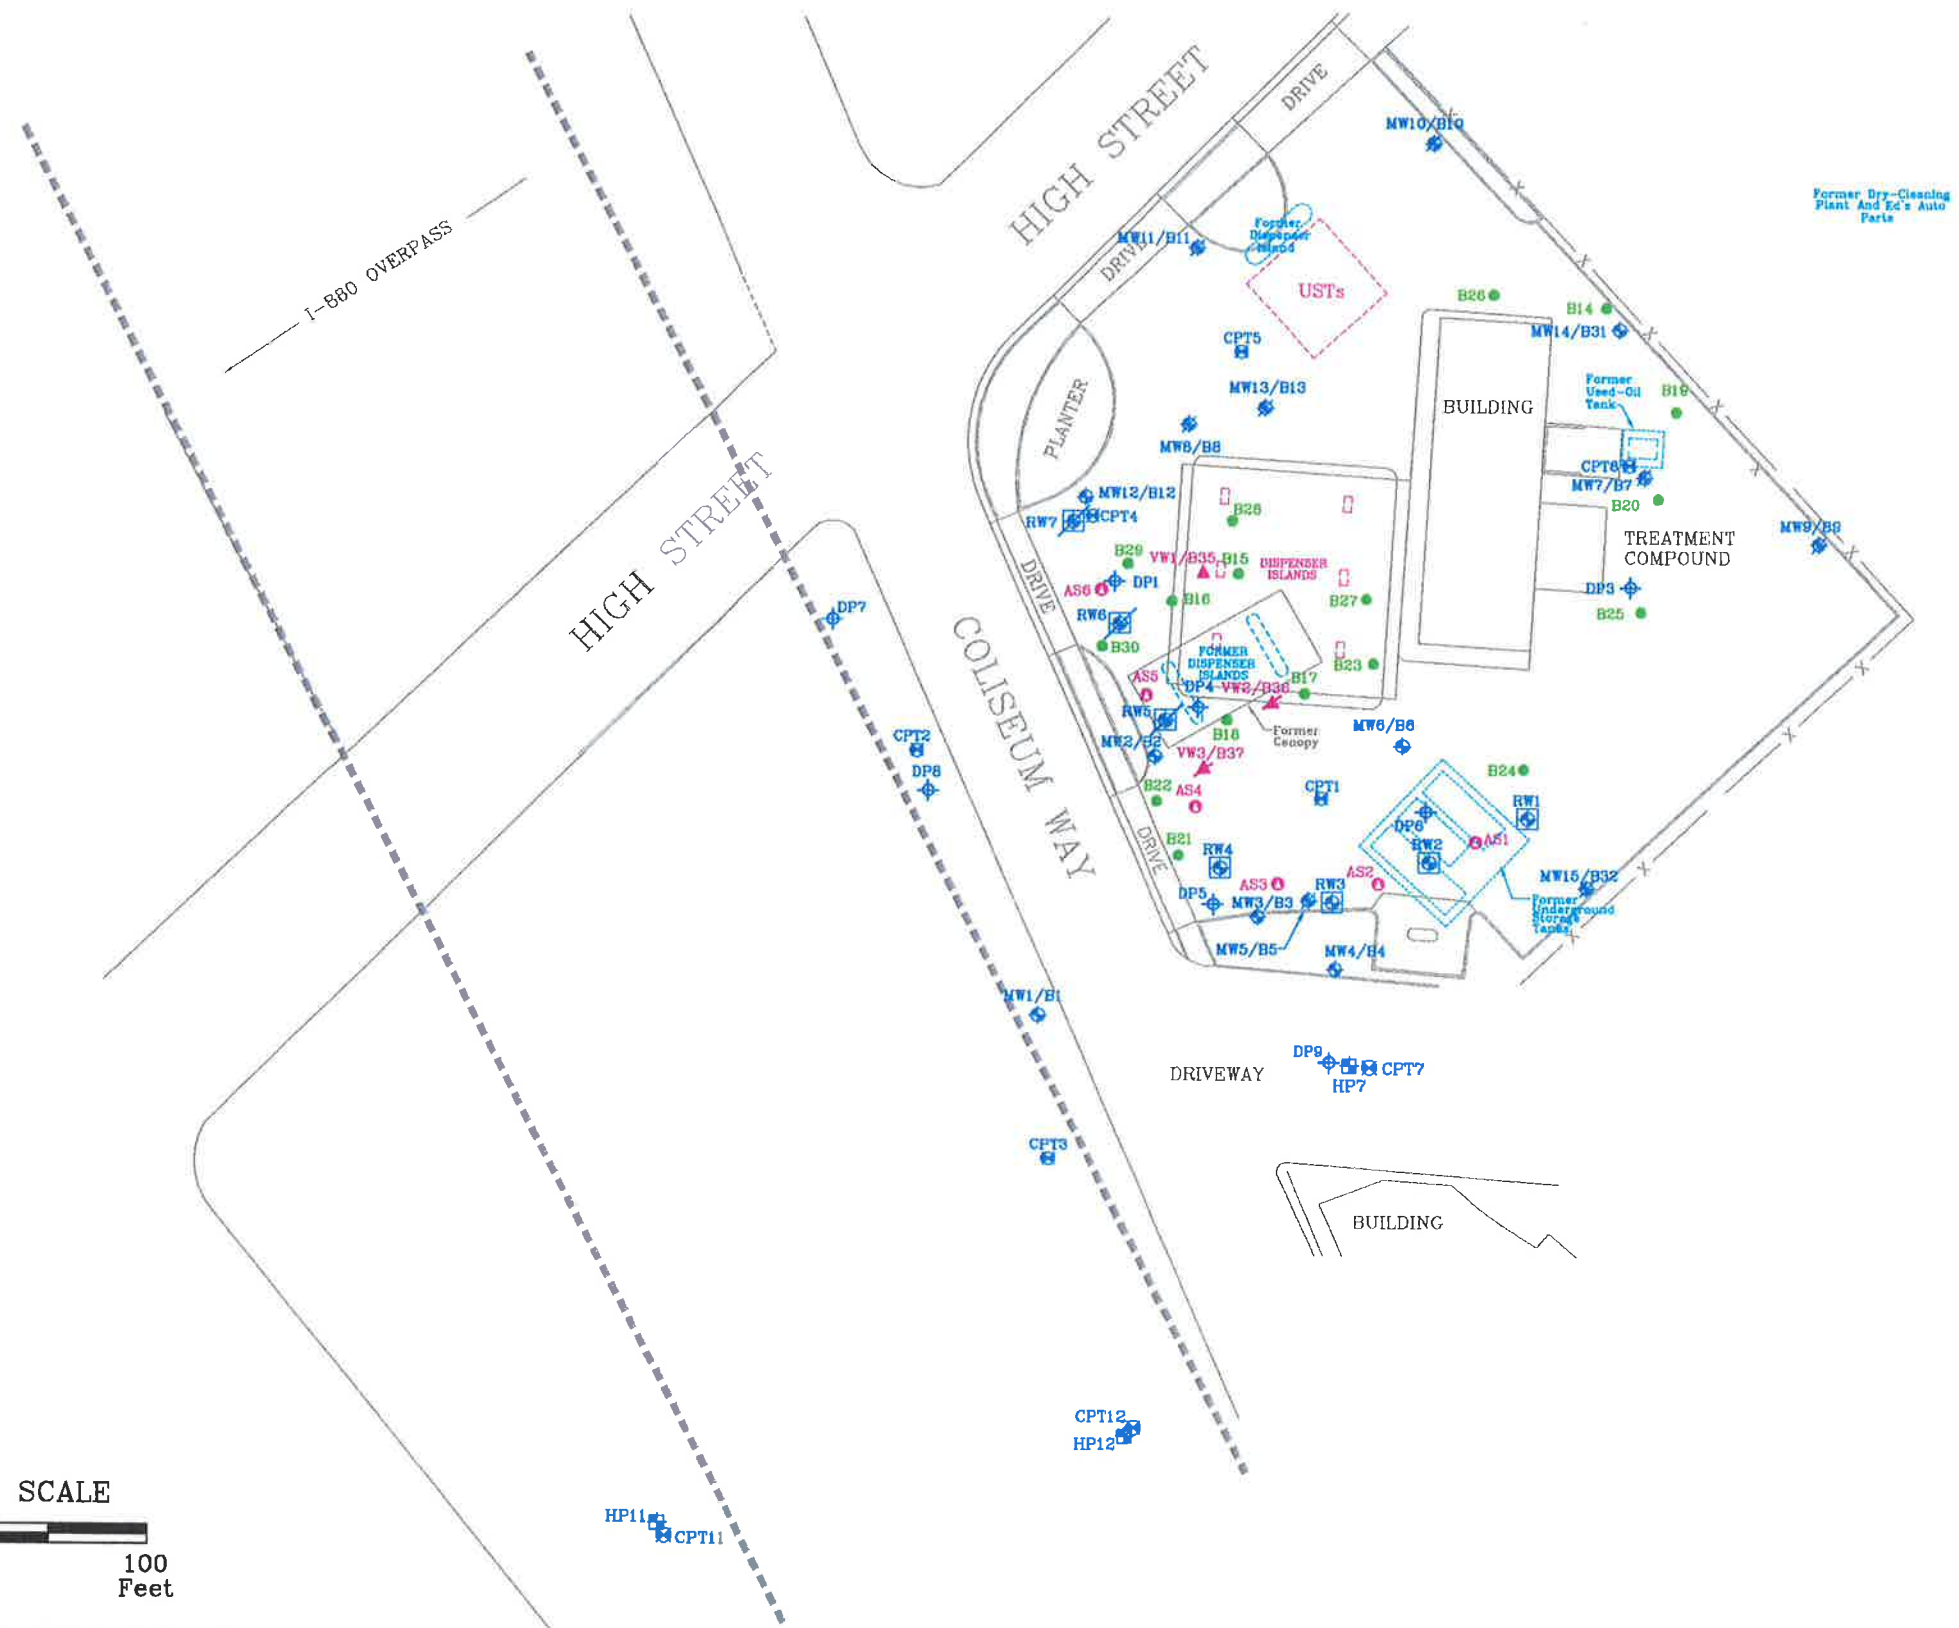 HIGH STREET
DRIVE
MW10/B10
Former Dry-Cleaning
Plant And Ed's Auto
Parts
I-880 OVERPASS
MW11/B11
DRIVE
Former
Dispenser
Island
USTs
B26
B14
MW14/B31
CPT5
MW13/B13
MW8/B8
PLANTER
BUILDING
Former
Used-Oil
Tank
B19
CPT8
MW7/B7
B20
MW9/B9
TREATMENT
COMPOUND
DP3
B25
MW12/B12
CPT4
RW7
B28
B29
VW1/B35
B15
DISPENSER
ISLANDS
DRIVE
AS6
DP1
B16
B27
RW6
B30
HIGH STREET
DP7
COLISEUM WAY
FORMER
DISPENSER
ISLANDS
B23
AS5
DP4
VW2/B36
B17
RW5
B18
Former
Canopy
MW6/B6
MW2/B2
VW3/B37
CPT2
DP8
B22
AS4
CPT1
B24
RW1
DP6
AS1
RW2
DRIVE
B21
RW4
AS3
AS2
RW3
DP5
MW3/B3
MW15/B32
Former
Underground
Storage
Tanks
MW5/B5
MW4/B4
MW1/B1
DP9
CPT7
HP7
DRIVEWAY
CPT3
BUILDING
CPT12
HP12
HP11
CPT11
SCALE
100
Feet